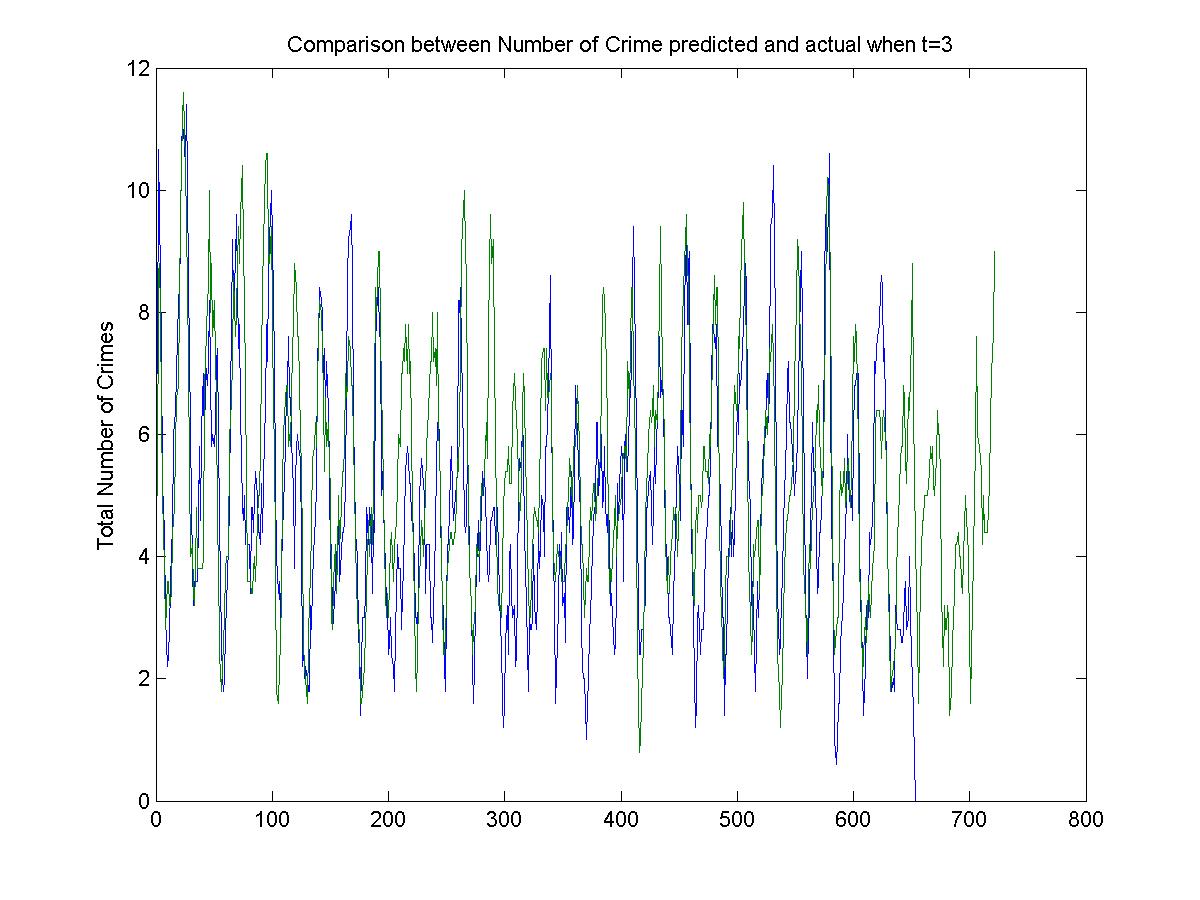 Comparison between Number of Crime predicted and actual when t=3
12
10
8
6
4
2
0
Total Number of Crimes
0 100 200 300 400 500 600 700 800